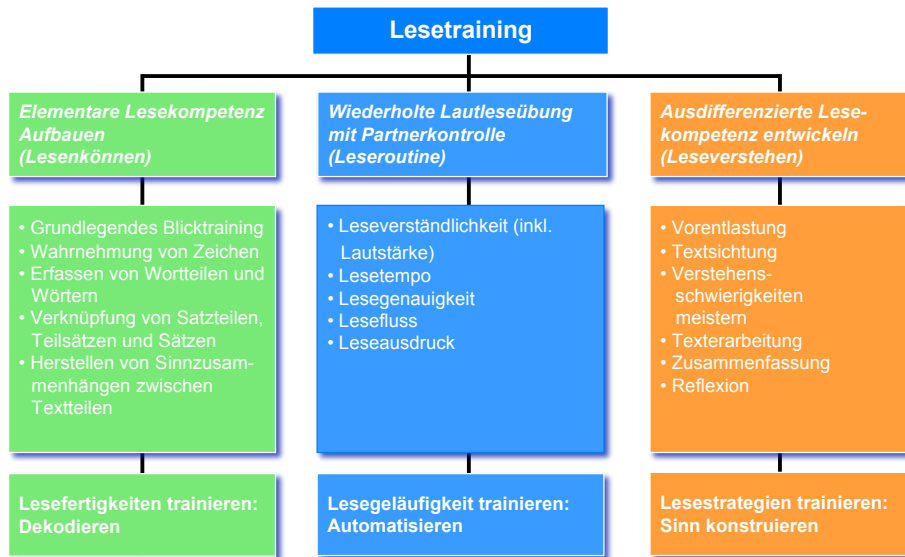 Lesetraining
Elementare Lesekompetenz
Aufbauen
(Lesenkönnen)
Wiederholte Lautleseübung
mit Partnerkontrolle
(Leseroutine)
Ausdifferenzierte Lese-
kompetenz entwickeln
(Leseverstehen)
• Grundlegendes Blicktraining
• Wahrnehmung von Zeichen
• Erfassen von Wortteilen und
Wörtern
• Verknüpfung von Satzteilen,
Teilsätzen und Sätzen
• Herstellen von Sinnzusam-
menhängen zwischen
Textteilen
• Leseverständlichkeit (inkl.
Lautstärke)
• Lesetempo
• Lesegenauigkeit
• Lesefluss
• Leseausdruck
• Vorentlastung
• Textsichtung
• Verstehens-
schwierigkeiten
meistern
• Texterarbeitung
• Zusammenfassung
• Reflexion
Lesefertigkeiten trainieren:
Dekodieren
Lesegeläufigkeit trainieren:
Automatisieren
Lesestrategien trainieren:
Sinn konstruieren